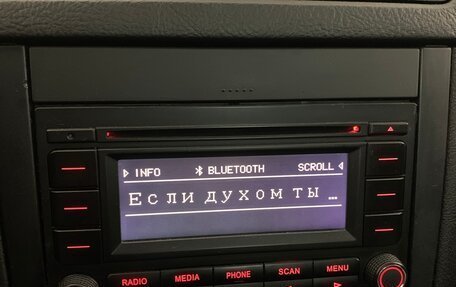 INFO BLUETOOTH SCROLL
Если духом ты ...
RADIO MEDIA PHONE SCAN MENU